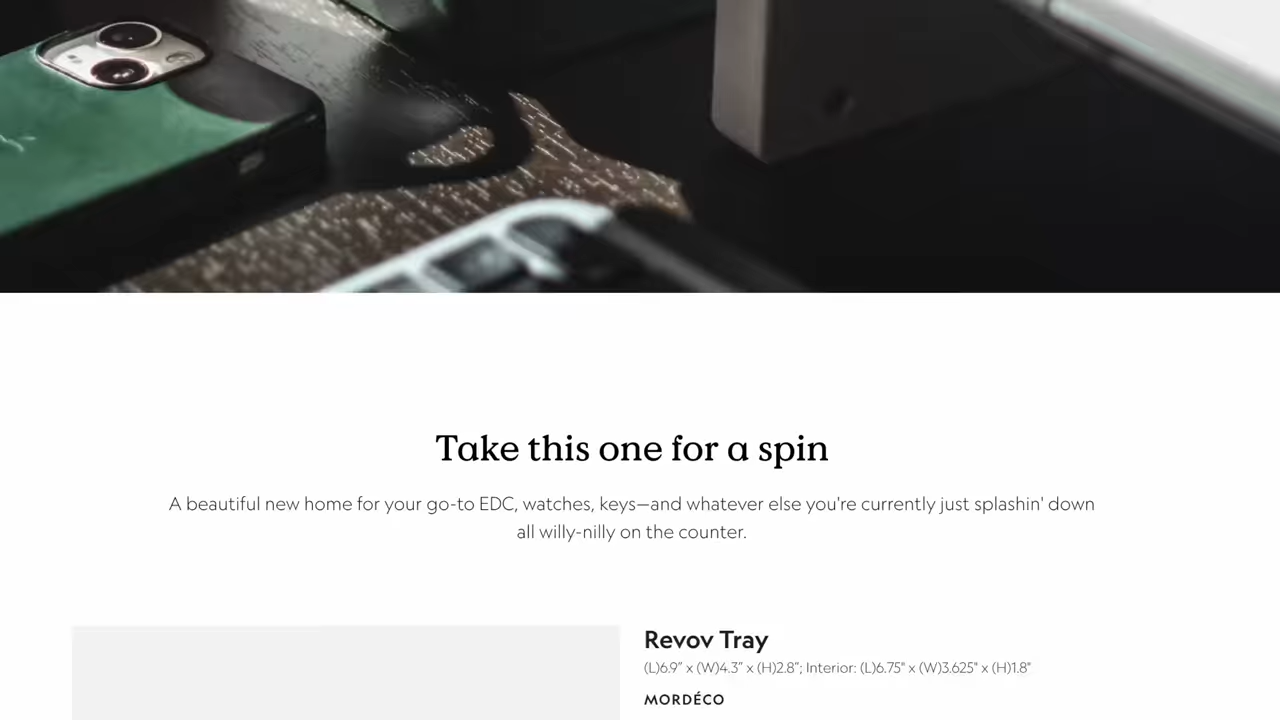 Take this one for a spin
A beautiful new home for your go-to EDC, watches, keys—and whatever else you're currently just splashin' down
all willy-nilly on the counter.
Revov Tray
(L)6.9" x (W)4.3" x (H)2.8"; Interior: (L)6.75" x (W)3.625" x (H)1.8"
MORDÉCO